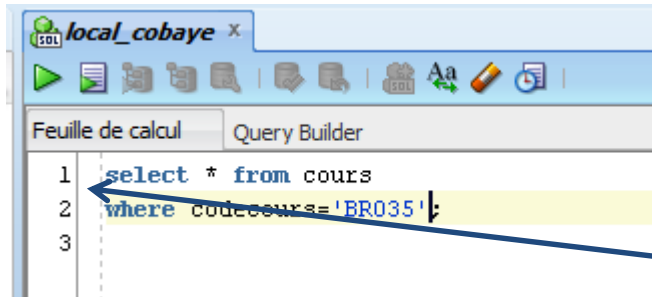 local_cobaye x
Feuille de calcul Query Builder
1 select * from cours
2 where codecours='BR035';
3